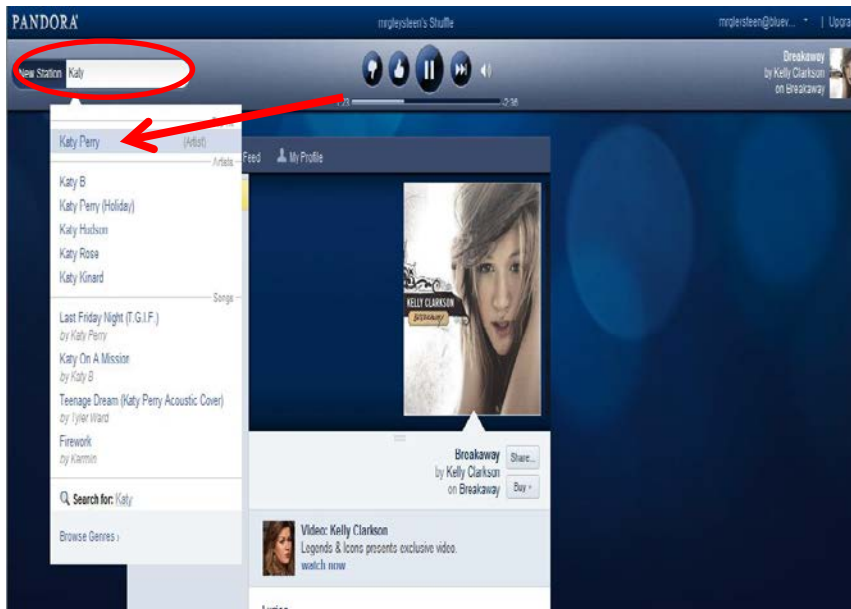 PANDORA
mrgleysteen's Shuffle
| Upgra
New Station Katy
Breakaway
by Kelly Clarkson
on Breakaway
-2:36
Katy Perry (Artist)
Artists
Feed My Profile
Katy B
Katy Perry (Holiday)
Katy Hudson
Katy Rose
Katy Kinard
Songs
Last Friday Night (T.G.I.F.)
by Katy Perry
Katy On A Mission
by Katy B
Teenage Dream (Katy Perry Acoustic Cover)
by Tyler Ward
Firework
by Karmin
Search for: Katy
Browse Genres ›
KELLY CLARKSON
BREAKAWAY
Breakaway
by Kelly Clarkson
on Breakaway
Share...
Buy
Video: Kelly Clarkson
Legends & Icons presents exclusive video.
watch now